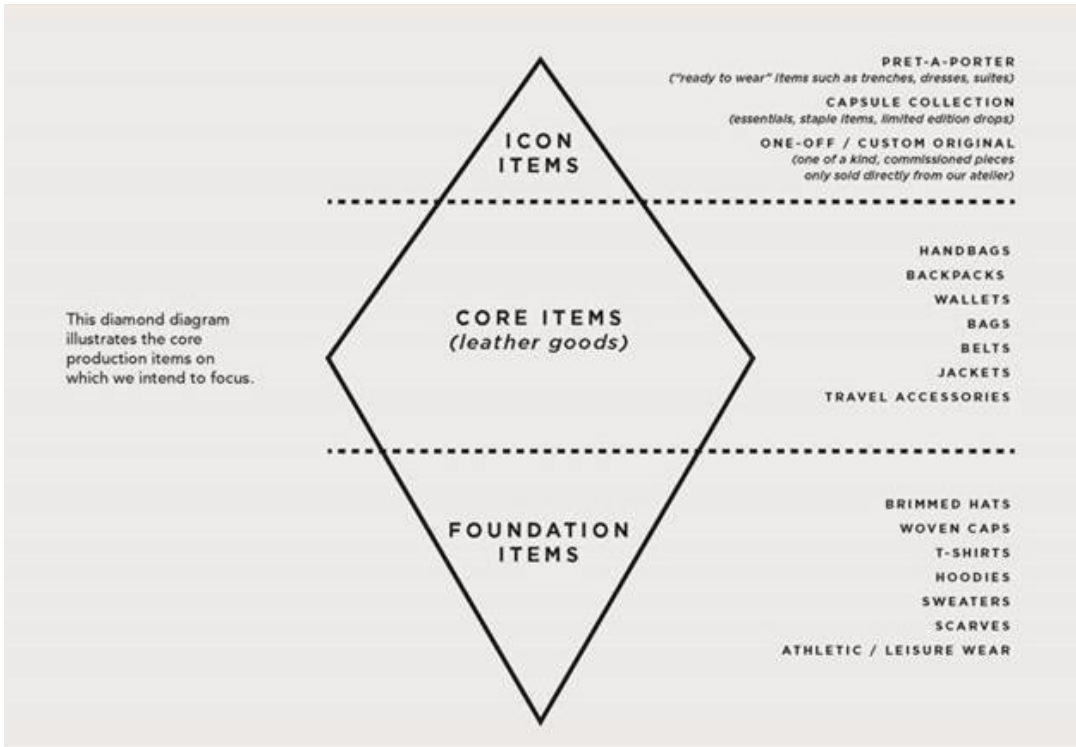 PRET-A-PORTER
("ready to wear" items such as trenches, dresses, suites)
CAPSULE COLLECTION
(essentials, staple items, limited edition drops)
ONE-OFF / CUSTOM ORIGINAL
(one of a kind, commissioned pieces
only sold directly from our atelier)
ICON
ITEMS
HANDBAGS
BACKPACKS
WALLETS
BAGS
BELTS
JACKETS
TRAVEL ACCESSORIES
CORE ITEMS
(leather goods)
This diamond diagram
illustrates the core
production items on
which we intend to focus.
BRIMMED HATS
WOVEN CAPS
T-SHIRTS
HOODIES
SWEATERS
SCARVES
ATHLETIC / LEISURE WEAR
FOUNDATION
ITEMS